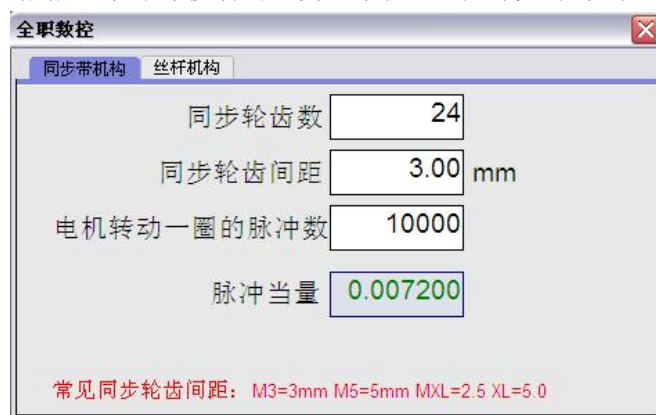 全职数控
同步带机构 丝杆机构
同步轮齿数 24
同步轮齿间距 3.00 mm
电机转动一圈的脉冲数 10000
脉冲当量 0.007200
常见同步轮齿间距: M3=3mm M5=5mm MXL=2.5 XL=5.0